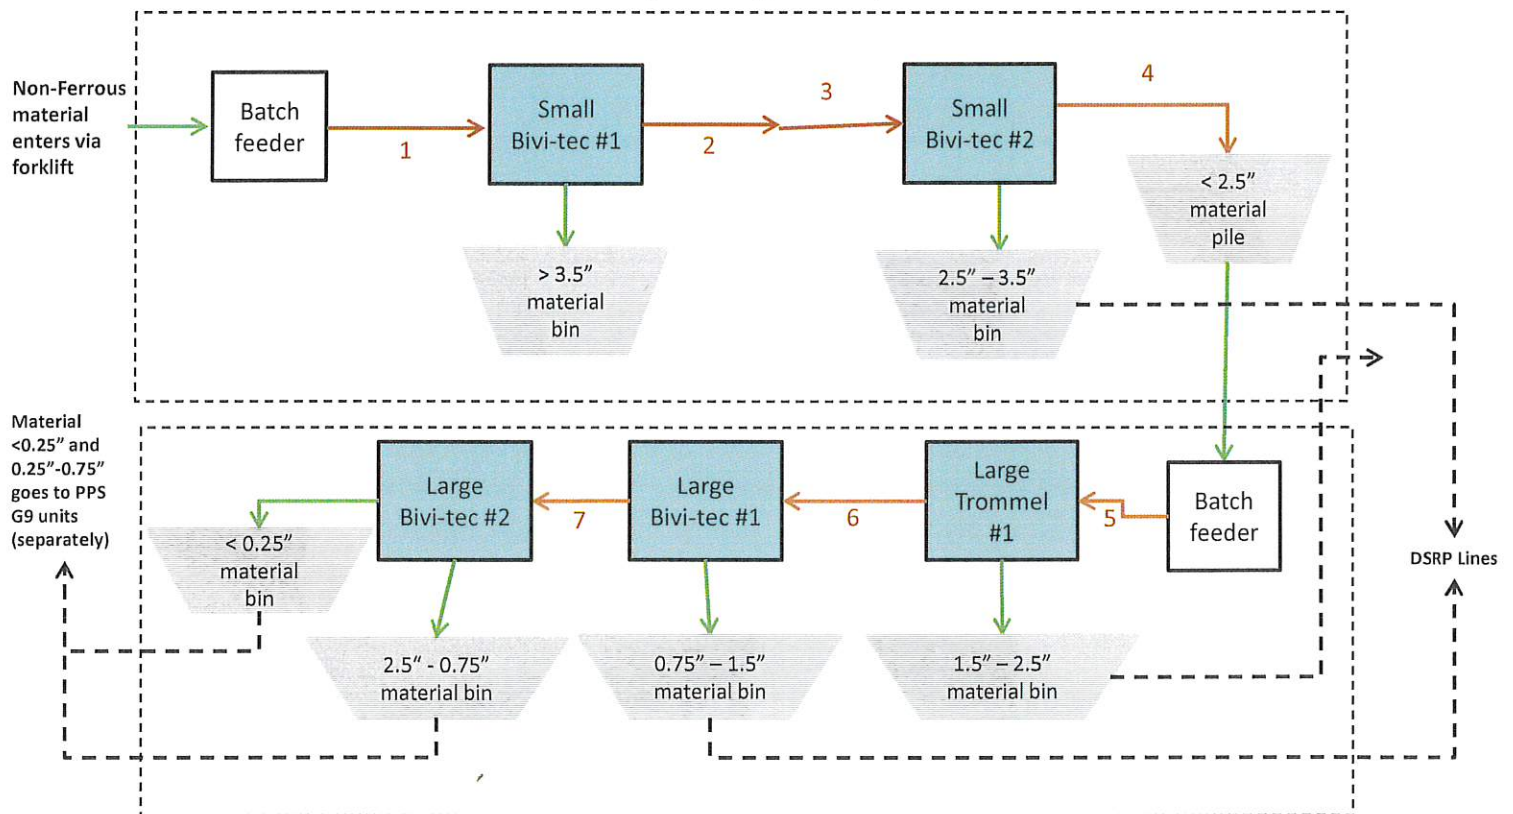 Non-Ferrous
material
enters via
forklift
Batch
feeder
1
Small
Bivi-tec #1
2
3
Small
Bivi-tec #2
4
< 2.5”
material
pile
> 3.5”
material
bin
2.5” – 3.5”
material
bin
Material
<0.25” and
0.25”-0.75”
goes to PPS
G9 units
(separately)
Large
Bivi-tec #2
7
Large
Bivi-tec #1
6
Large
Trommel
#1
5
Batch
feeder
DSRP Lines
< 0.25”
material
bin
2.5“ - 0.75”
material bin
0.75” – 1.5”
material bin
1.5” – 2.5”
material bin